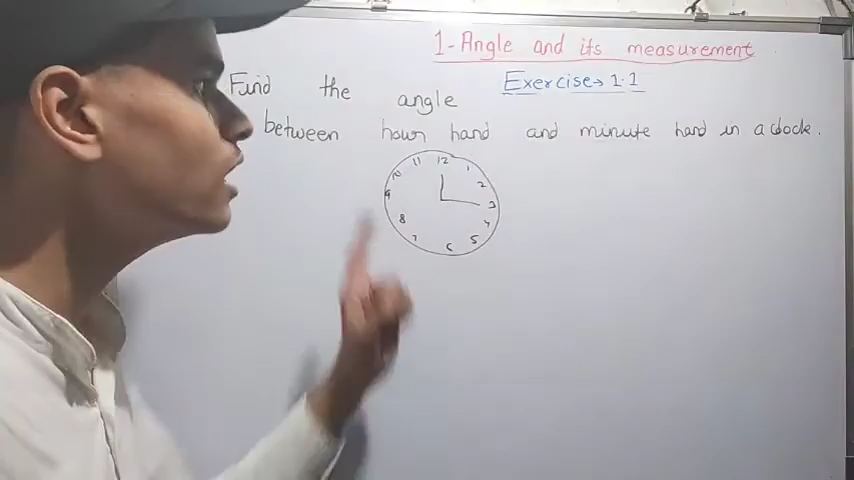 1-Angle and its measurement
Exercise→ 1.1
Find the angle
between hour hand and minute hand in a clock.
12
11 1
10 2
9 3
8 4
7 5
6